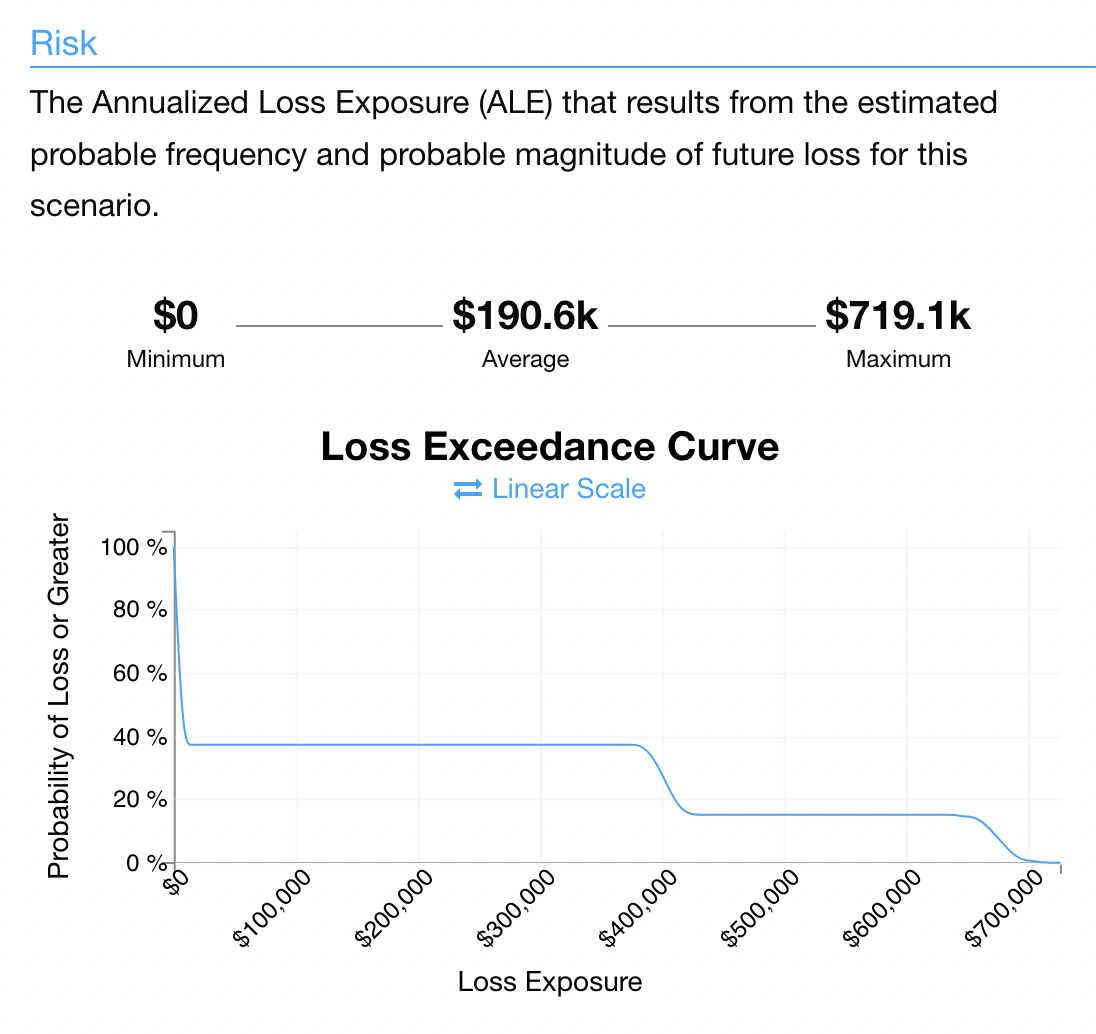 Risk
The Annualized Loss Exposure (ALE) that results from the estimated
probable frequency and probable magnitude of future loss for this
scenario.
$0 $190.6k $719.1k
Minimum Average Maximum
Loss Exceedance Curve
Linear Scale
Probability of Loss or Greater
100 %
80 %
60 %
40 %
20 %
0 %
$0 $100,000 $200,000 $300,000 $400,000 $500,000 $600,000 $700,000
Loss Exposure